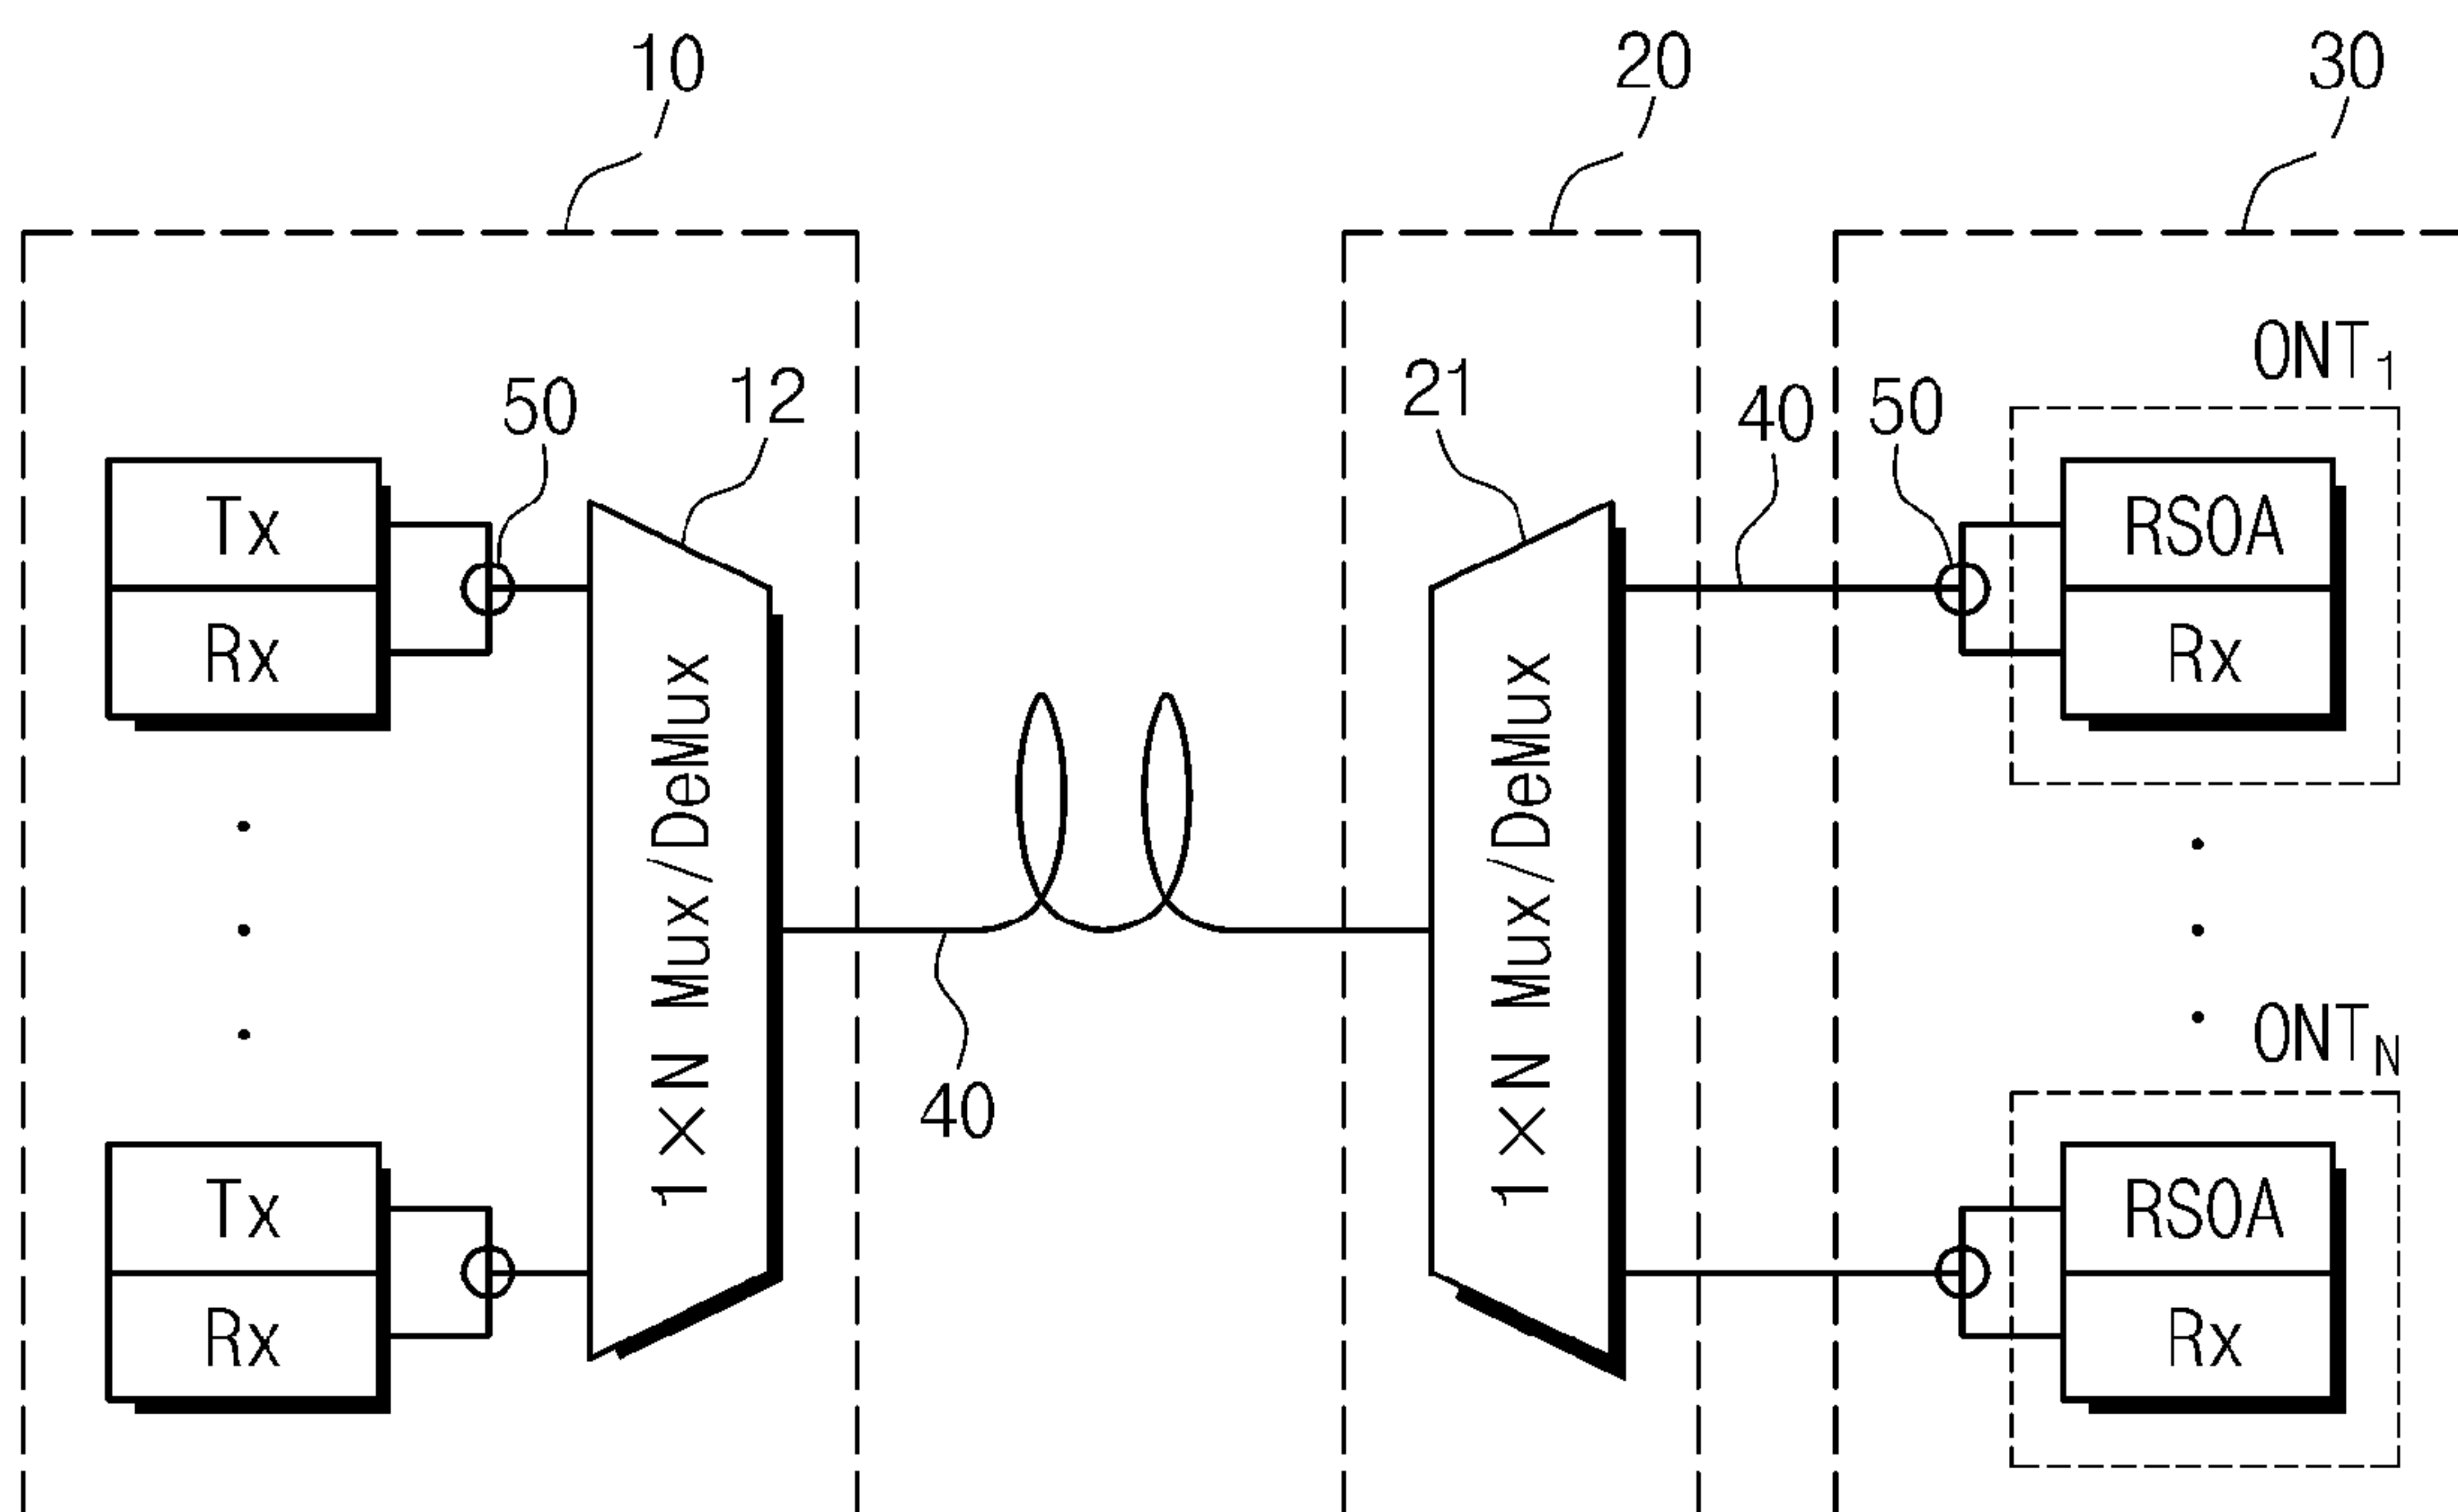 10
20
30
ONT1
50
12
21
40
50
Tx
Rx
RSOA
Rx
1×N Mux/DeMux
1×N Mux/DeMux
40
ONTN
Tx
Rx
RSOA
Rx